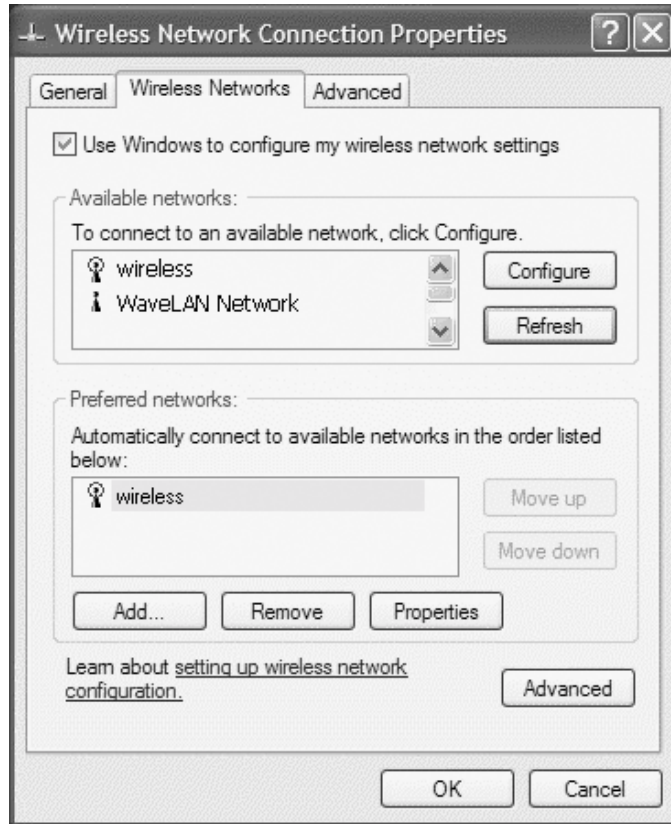 Wireless Network Connection Properties
General Wireless Networks Advanced
Use Windows to configure my wireless network settings
Available networks:
To connect to an available network, click Configure.
wireless
WaveLAN Network
Configure
Refresh
Preferred networks:
Automatically connect to available networks in the order listed
below:
wireless
Move up
Move down
Add... Remove Properties
Learn about setting up wireless network
configuration.
Advanced
OK Cancel